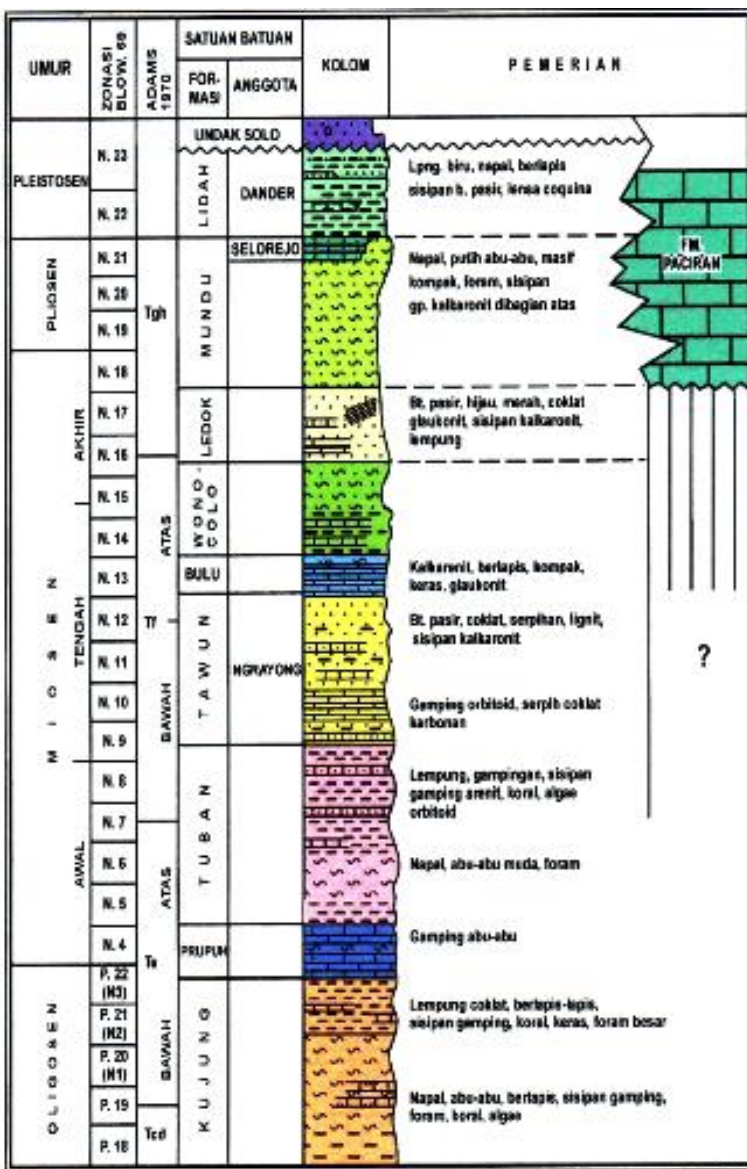 UMUR
ZONASI BLOW. 69
ADAMS 1970
SATUAN BATUAN
FOR-
MASI
ANGGOTA
KOLOM
PEMERIAN
PLEISTOSEN
PLIOSEN
MIOSEN
AKHIR
TENGAH
AWAL
OLIGOSEN
N. 23
N. 22
N. 21
N. 20
N. 19
N. 18
N. 17
N. 16
N. 15
N. 14
N. 13
N. 12
N. 11
N. 10
N. 9
N. 8
N. 7
N. 6
N. 5
N. 4
P. 22
(N3)
P. 21
(N2)
P. 20
(N1)
P. 19
P. 18
Tgh
ATAS
Tf
BAWAH
ATAS
Te
BAWAH
Tcd
UNDAK SOLO
LIDAH
DANDER
SELOREJO
MUNDU
LEDOK
WONO-
COLO
BULU
TAWUN
NGRAYONG
TUBAN
PRUPUH
KUJUNG
Lpng. biru, napal, berlapis
sisipan b. pasir, lensa coquina
Napal, putih abu-abu, masif
kompak, foram, sisipan
gp. kalkaronit dibagian atas
Bt. pasir, hijau, merah, coklat
glaukonit, sisipan kalkaronit,
lempung
Kalkarenit, berlapis, kompak,
keras, glaukonit
Bt. pasir, coklat, serpihan, lignit,
sisipan kalkaronit
Gamping orbitoid, serpih coklat
karbonan
Lempung, gampingan, sisipan
gamping arenit, koral, algae
orbitoid
Napal, abu-abu muda, foram
Gamping abu-abu
Lempung coklat, berlapis-lapis,
sisipan gamping, koral, keras, foram besar
Napal, abu-abu, berlapis, sisipan gamping,
foram, koral, algae
FM.
PACIRAN
?